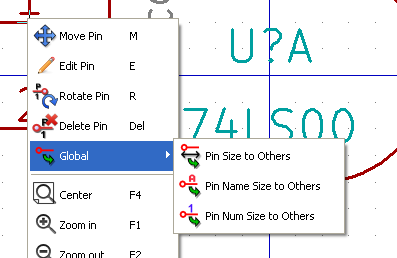 U?A
74LS00
Move Pin M
Edit Pin E
Rotate Pin R
Delete Pin Del
Global
Pin Size to Others
Pin Name Size to Others
Pin Num Size to Others
Center F4
Zoom in F1
Zoom out F2